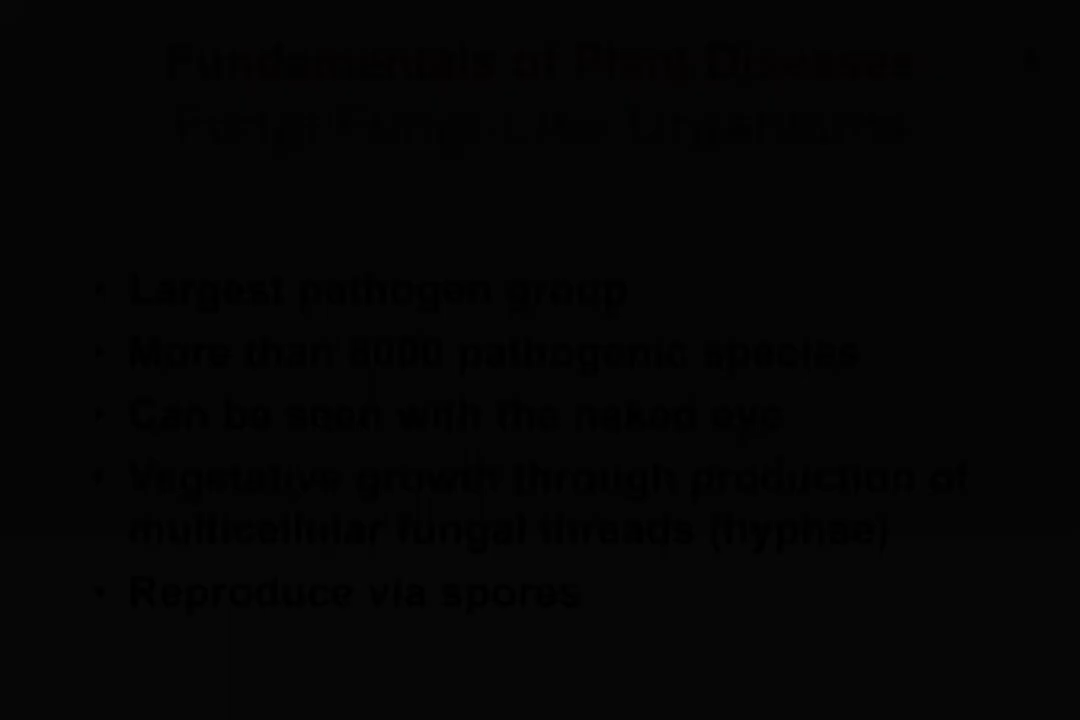 Fundamentals of Plant Diseases
Fungi/Fungi-Like Organisms
• Largest pathogen group
• More than 8000 pathogenic species
• Can be seen with the naked eye
• Vegetative growth through production of
multicellular fungal threads (hyphae)
• Reproduce via spores